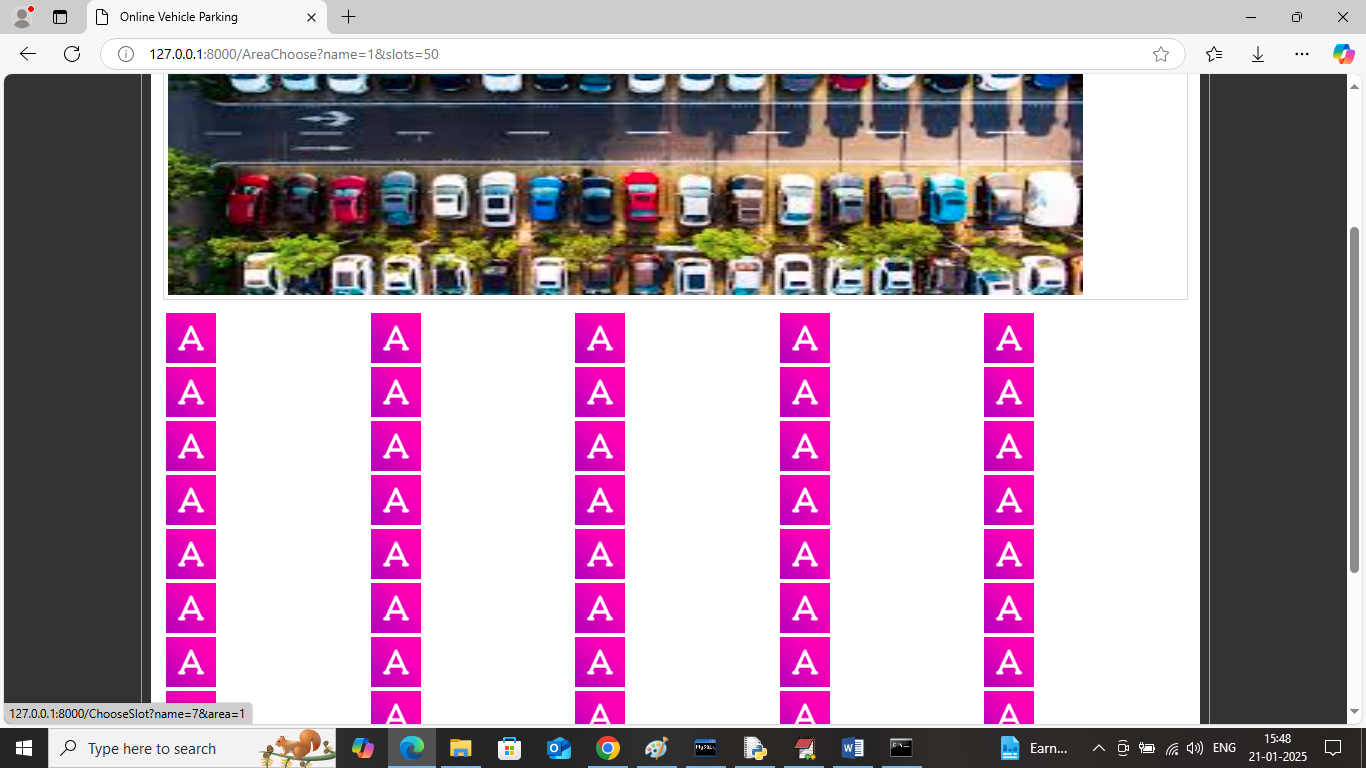 Online Vehicle Parking
127.0.0.1:8000/AreaChoose?name=1&slots=50
A A A A A
A A A A A
A A A A A
A A A A A
A A A A A
A A A A A
A A A A A
A A A A
127.0.0.1:8000/ChooseSlot?name=7&area=1
Type here to search
Earn...
ENG
15:48
21-01-2025